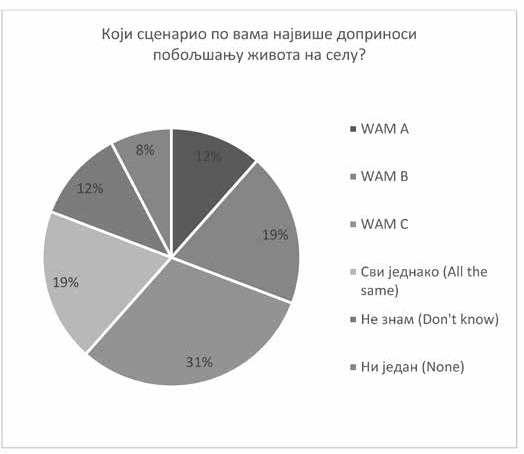 Који сценарио по вама највише доприноси
побољшању живота на селу?
8%
12%
12%
19%
19%
31%
WAM A
WAM B
WAM C
Сви једнако (All the
same)
Не знам (Don't know)
Ни један (None)